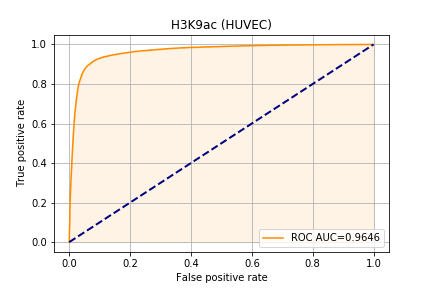 H3K9ac (HUVEC)
True positive rate
1.0
0.8
0.6
0.4
0.2
0.0
ROC AUC=0.9646
0.0 0.2 0.4 0.6 0.8 1.0
False positive rate